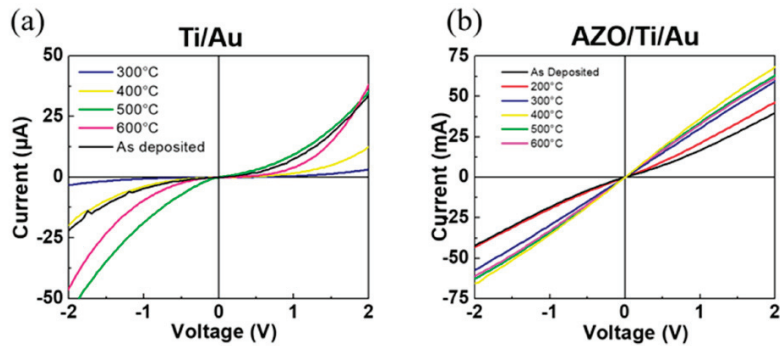 (a)
Ti/Au
50
25
0
-25
-50
Current (μA)
300°C
400°C
500°C
600°C
As deposited
-2
-1
0
1
2
Voltage (V)
(b)
AZO/Ti/Au
75
50
25
0
-25
-50
-75
Current (mA)
As Deposited
200°C
300°C
400°C
500°C
600°C
-2
-1
0
1
2
Voltage (V)